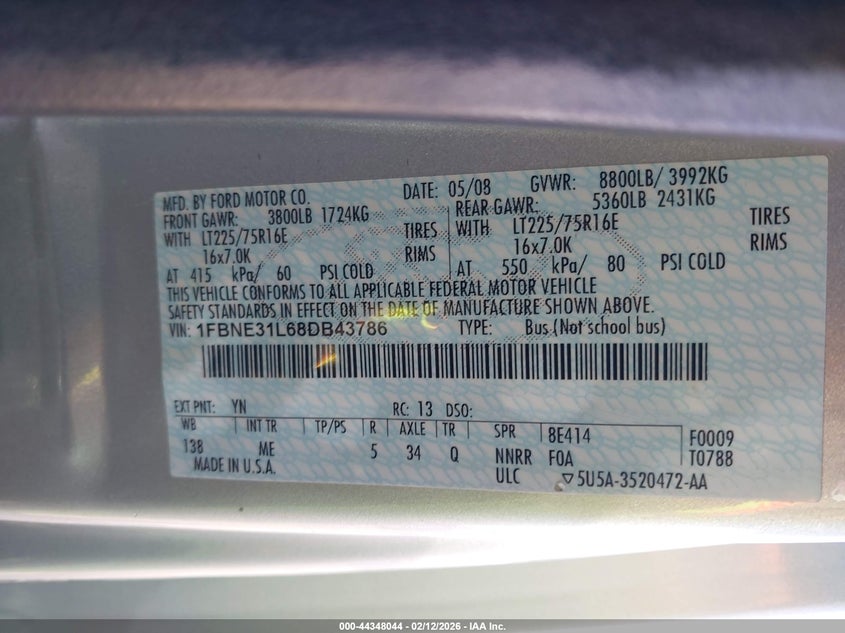 MFD. BY FORD MOTOR CO. DATE: 05/08 GVWR: 8800LB/ 3992KG
FRONT GAWR: 3800LB 1724KG REAR GAWR: 5360LB 2431KG
WITH LT225/75R16E TIRES WITH LT225/75R16E TIRES
16x7.0K RIMS 16x7.0K RIMS
AT 415 kPa/ 60 PSI COLD AT 550 kPa/ 80 PSI COLD
THIS VEHICLE CONFORMS TO ALL APPLICABLE FEDERAL MOTOR VEHICLE
SAFETY STANDARDS IN EFFECT ON THE DATE OF MANUFACTURE SHOWN ABOVE.
VIN: 1FBNE31L68DB43786 TYPE: Bus (Not school bus)
EXT PNT: YN RC: 13 DSO:
WB INT TR TP/PS R AXLE TR SPR 8E414 F0009
138 ME 5 34 Q NNRR F0A T0788
MADE IN U.S.A. ULC ▽5U5A-3520472-AA
000-44348044 / 02/12/2026 - IAA Inc.